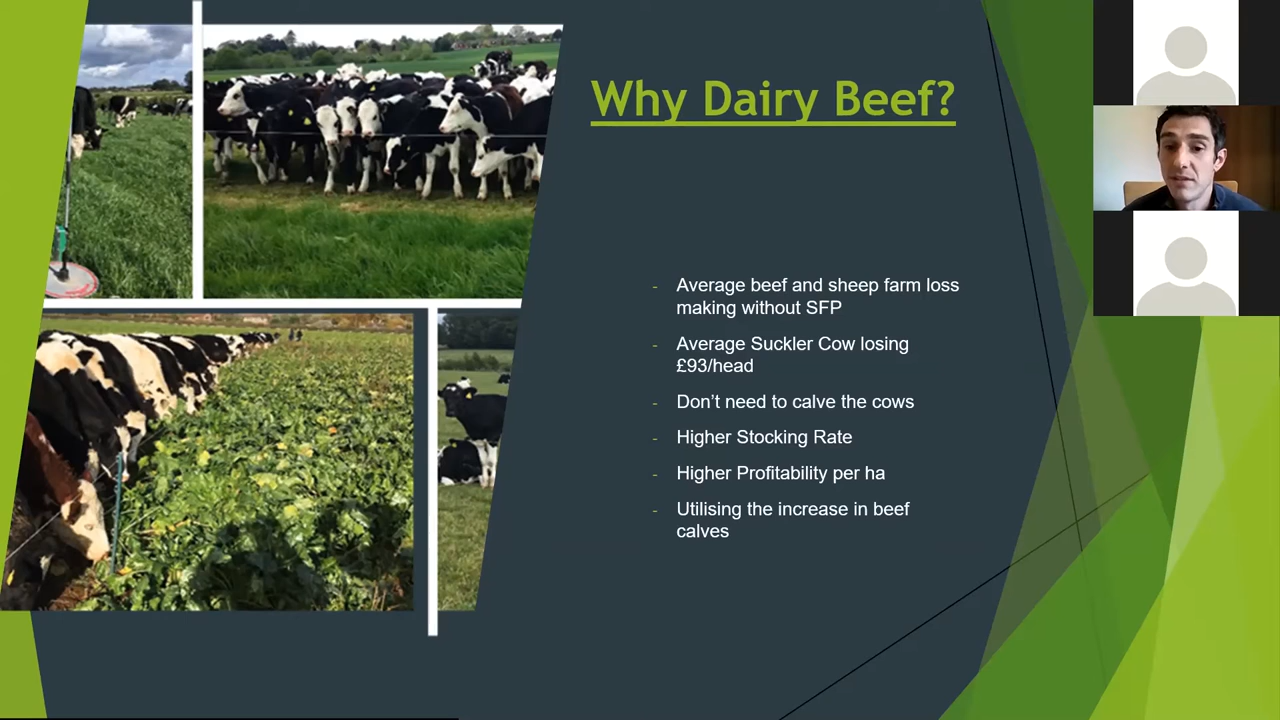 Why Dairy Beef?
- Average beef and sheep farm loss
making without SFP
- Average Suckler Cow losing
£93/head
- Don’t need to calve the cows
- Higher Stocking Rate
- Higher Profitability per ha
- Utilising the increase in beef
calves